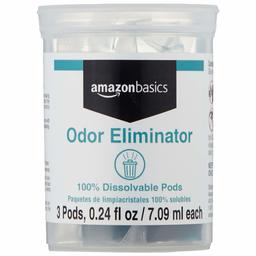 amazonbasics
Odor Eliminator
100% Dissolvable Pods
Paquetes de limpiacristales 100% solubles
3 Pods, 0.24 fl oz / 7.09 ml each